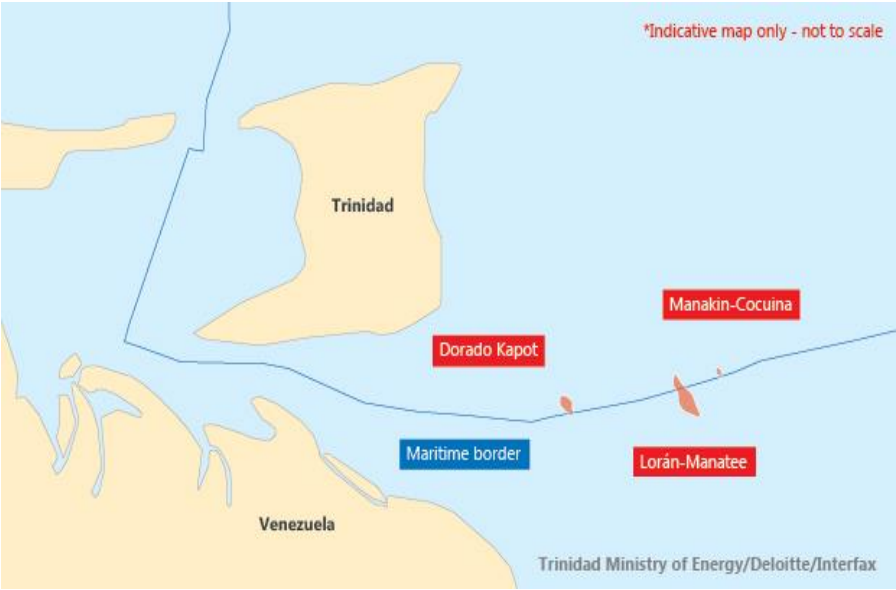 *Indicative map only - not to scale
Trinidad
Manakin-Cocuina
Dorado Kapot
Maritime border
Lorán-Manatee
Venezuela
Trinidad Ministry of Energy/Deloitte/Interfax